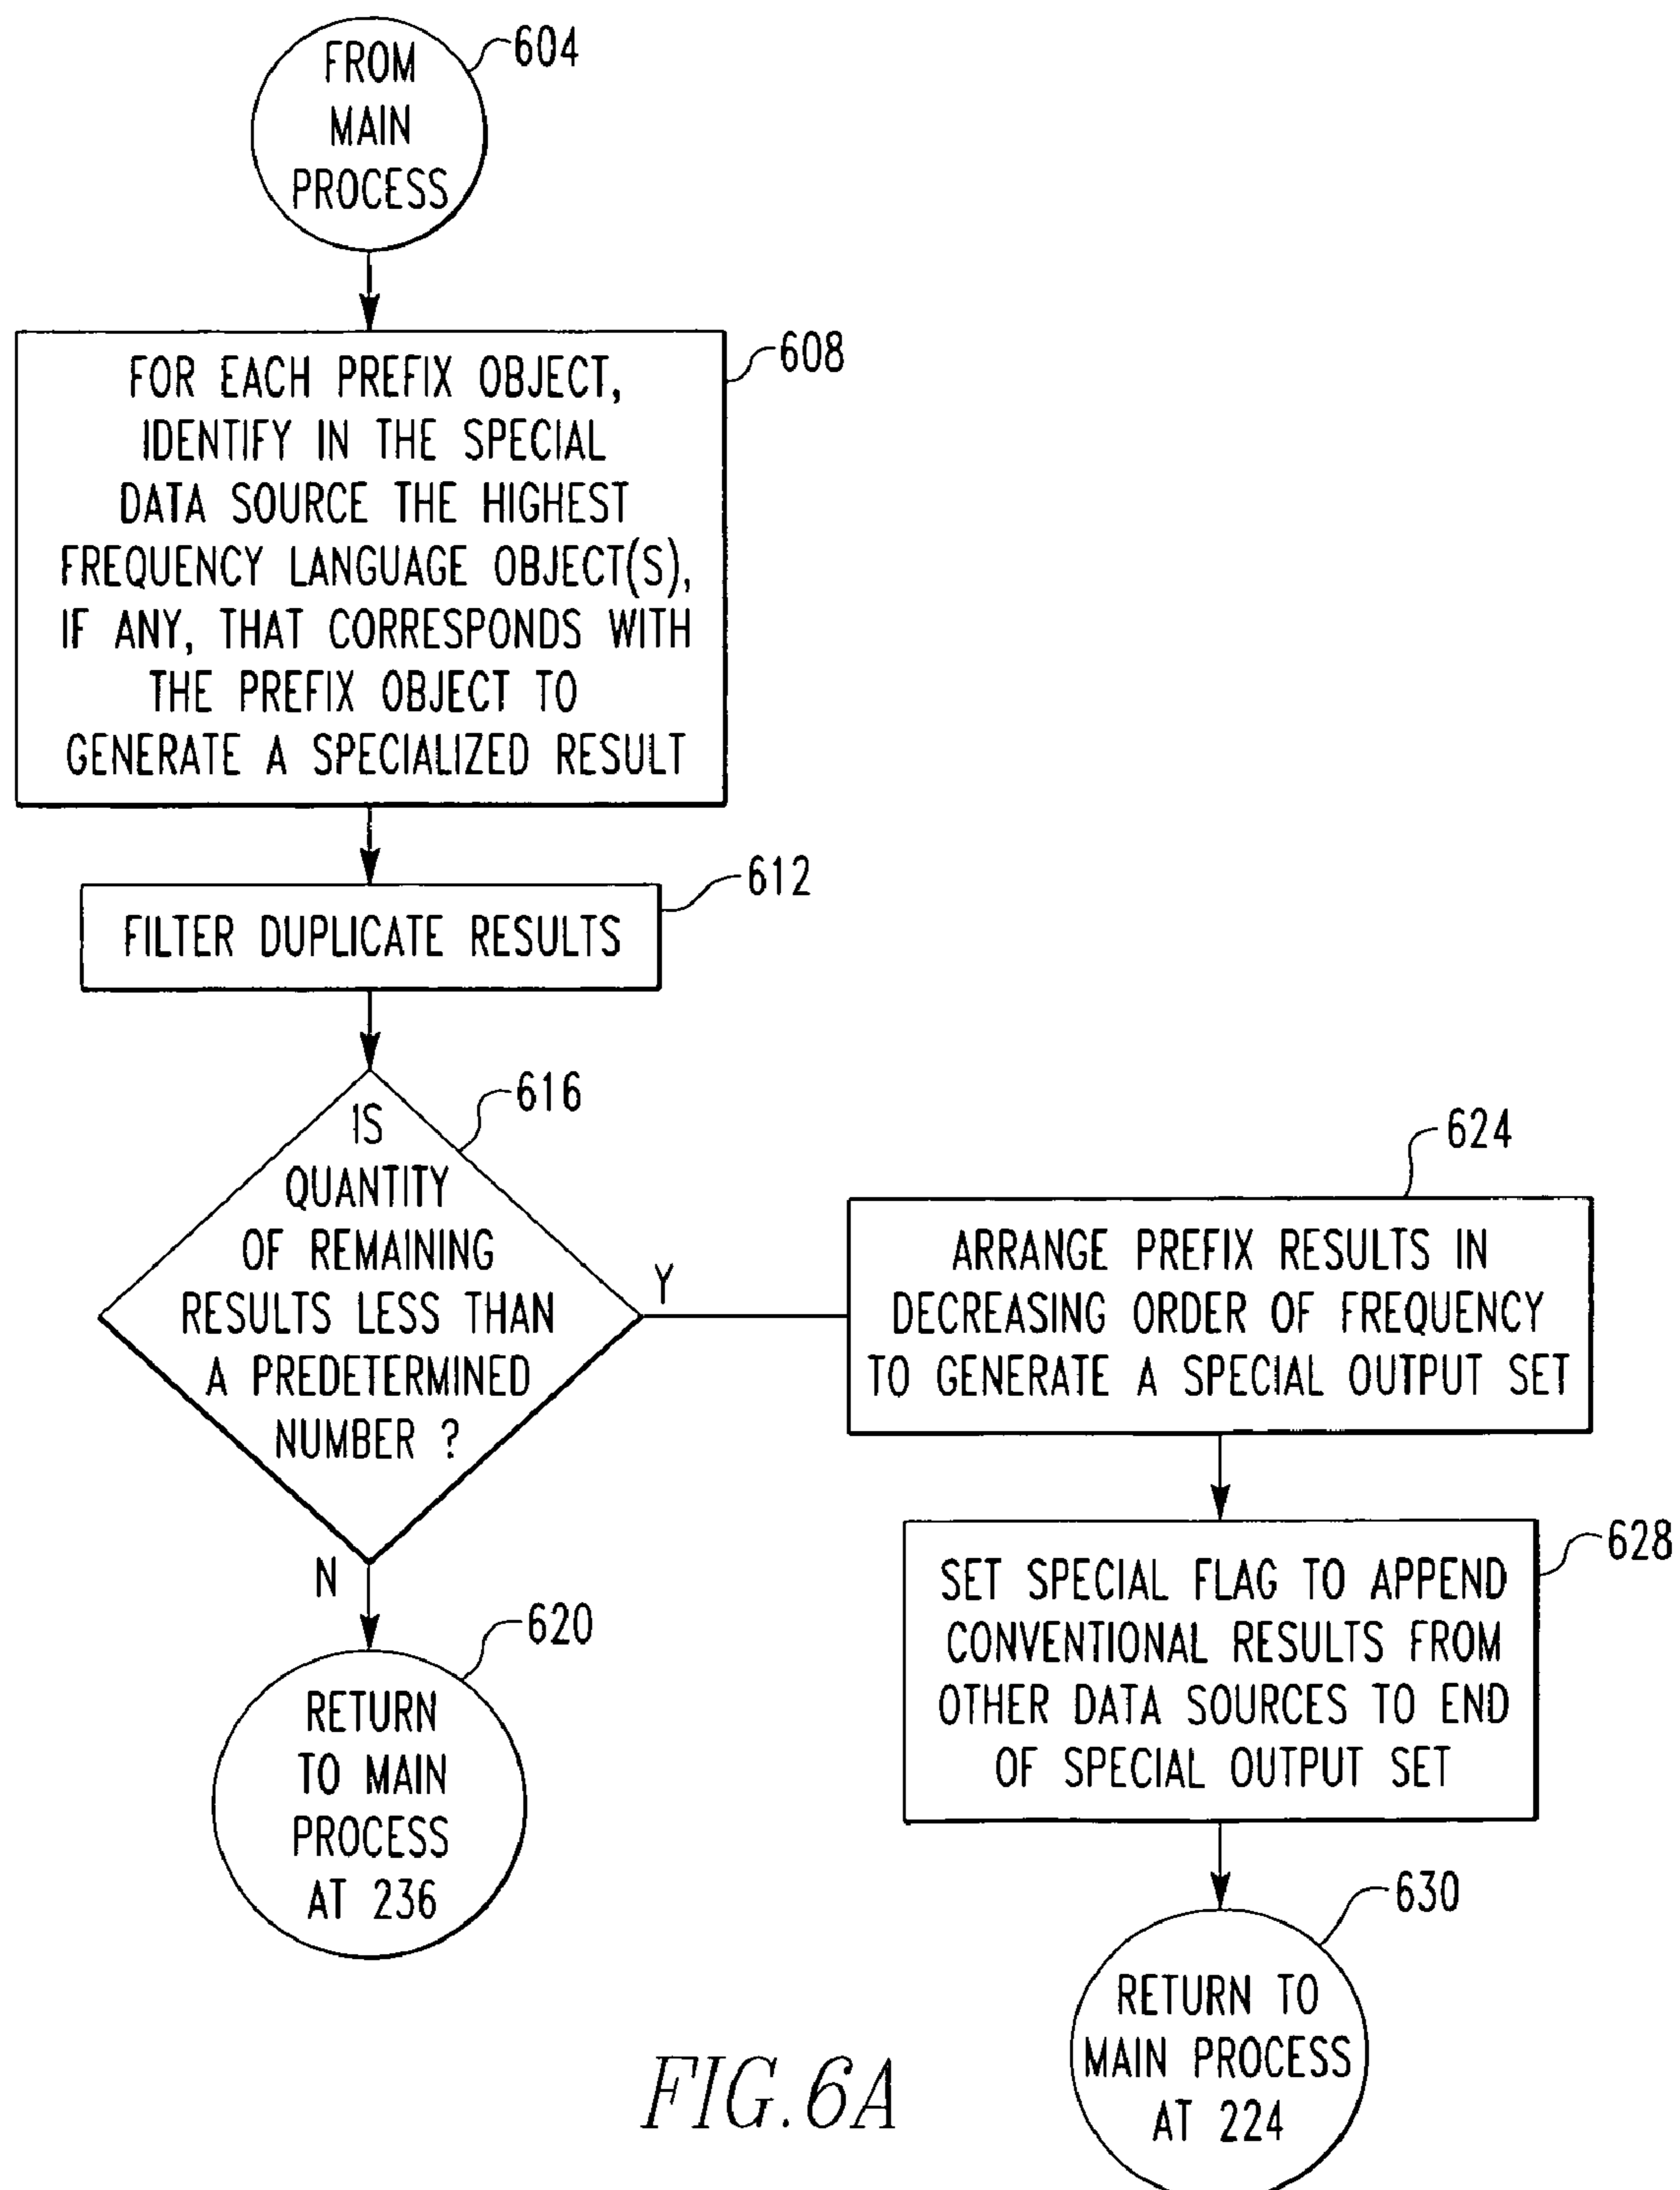 FROM
MAIN
PROCESS
604
FOR EACH PREFIX OBJECT,
IDENTIFY IN THE SPECIAL
DATA SOURCE THE HIGHEST
FREQUENCY LANGUAGE OBJECT(S),
IF ANY, THAT CORRESPONDS WITH
THE PREFIX OBJECT TO
GENERATE A SPECIALIZED RESULT
608
FILTER DUPLICATE RESULTS
612
IS
QUANTITY
OF REMAINING
RESULTS LESS THAN
A PREDETERMINED
NUMBER ?
616
Y
N
RETURN
TO MAIN
PROCESS
AT 236
620
ARRANGE PREFIX RESULTS IN
DECREASING ORDER OF FREQUENCY
TO GENERATE A SPECIAL OUTPUT SET
624
SET SPECIAL FLAG TO APPEND
CONVENTIONAL RESULTS FROM
OTHER DATA SOURCES TO END
OF SPECIAL OUTPUT SET
628
RETURN TO
MAIN PROCESS
AT 224
630
FIG.6A